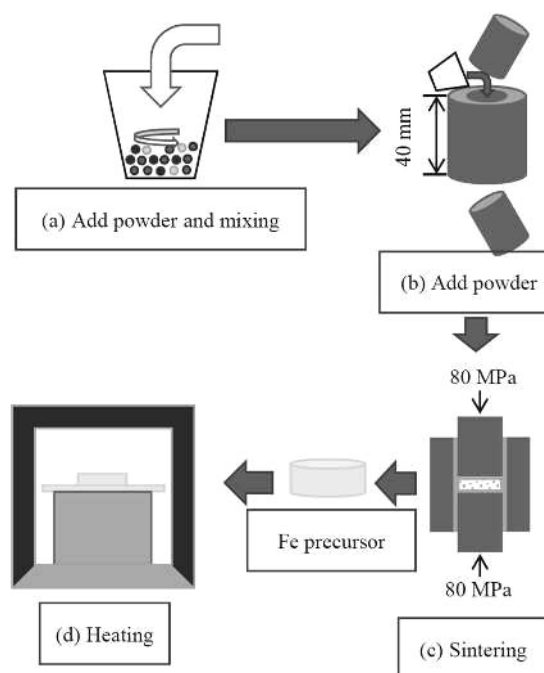 (a) Add powder and mixing
40 mm
(b) Add powder
80 MPa
80 MPa
(c) Sintering
Fe precursor
(d) Heating